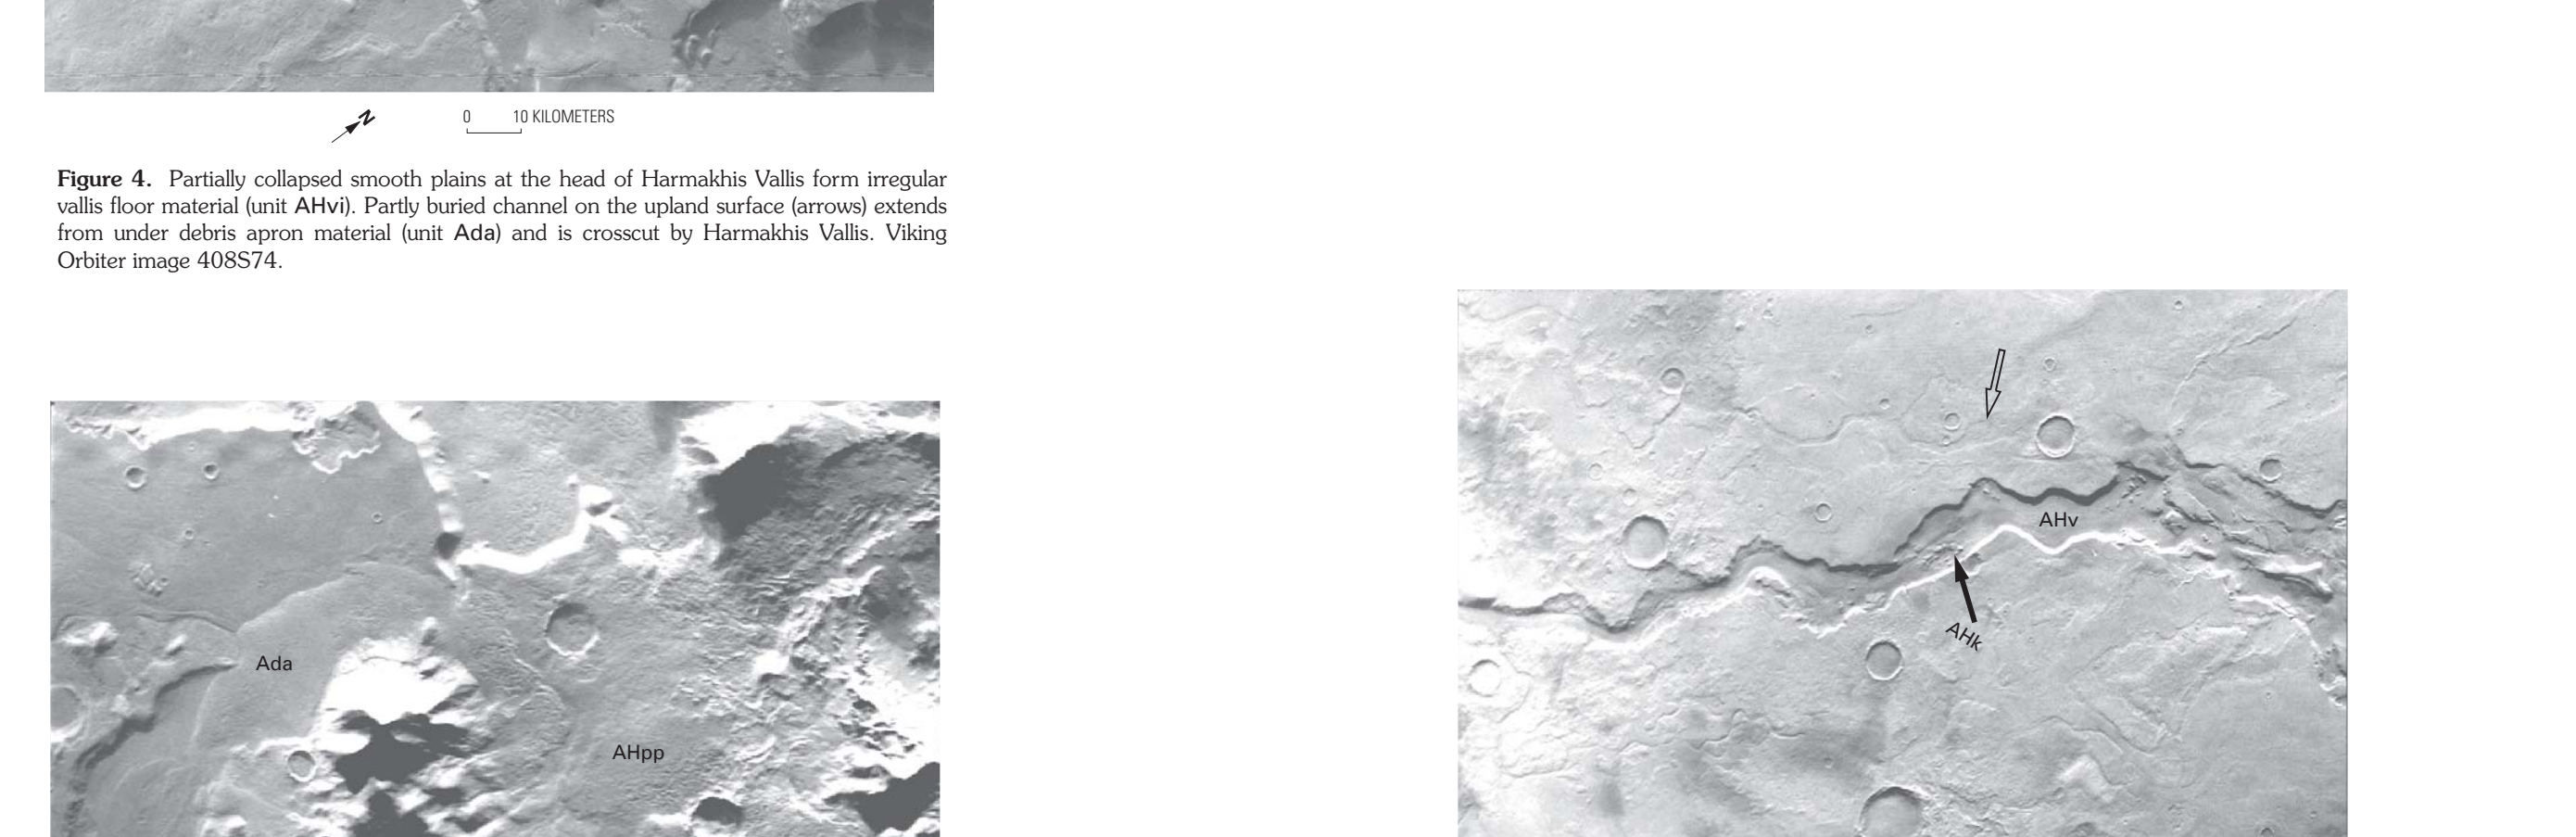 N
0 10 KILOMETERS
Figure 4. Partially collapsed smooth plains at the head of Harmakhis Vallis form irregular
vallis floor material (unit AHvi). Partly buried channel on the upland surface (arrows) extends
from under debris apron material (unit Ada) and is crosscut by Harmakhis Vallis. Viking
Orbiter image 408S74.
Ada
AHpp
AHv
AHk